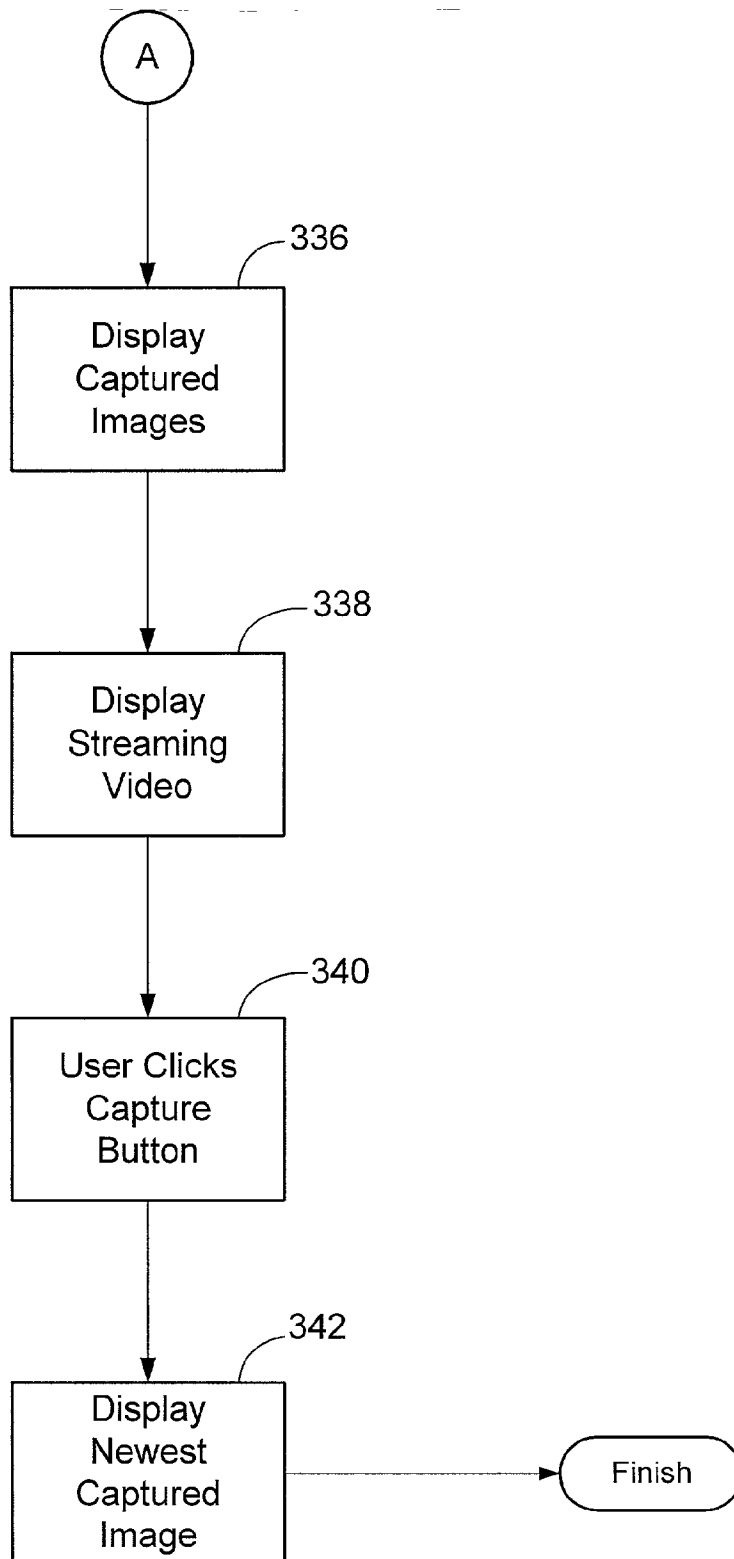 A
336
Display
Captured
Images
338
Display
Streaming
Video
340
User Clicks
Capture
Button
342
Display
Newest
Captured
Image
Finish